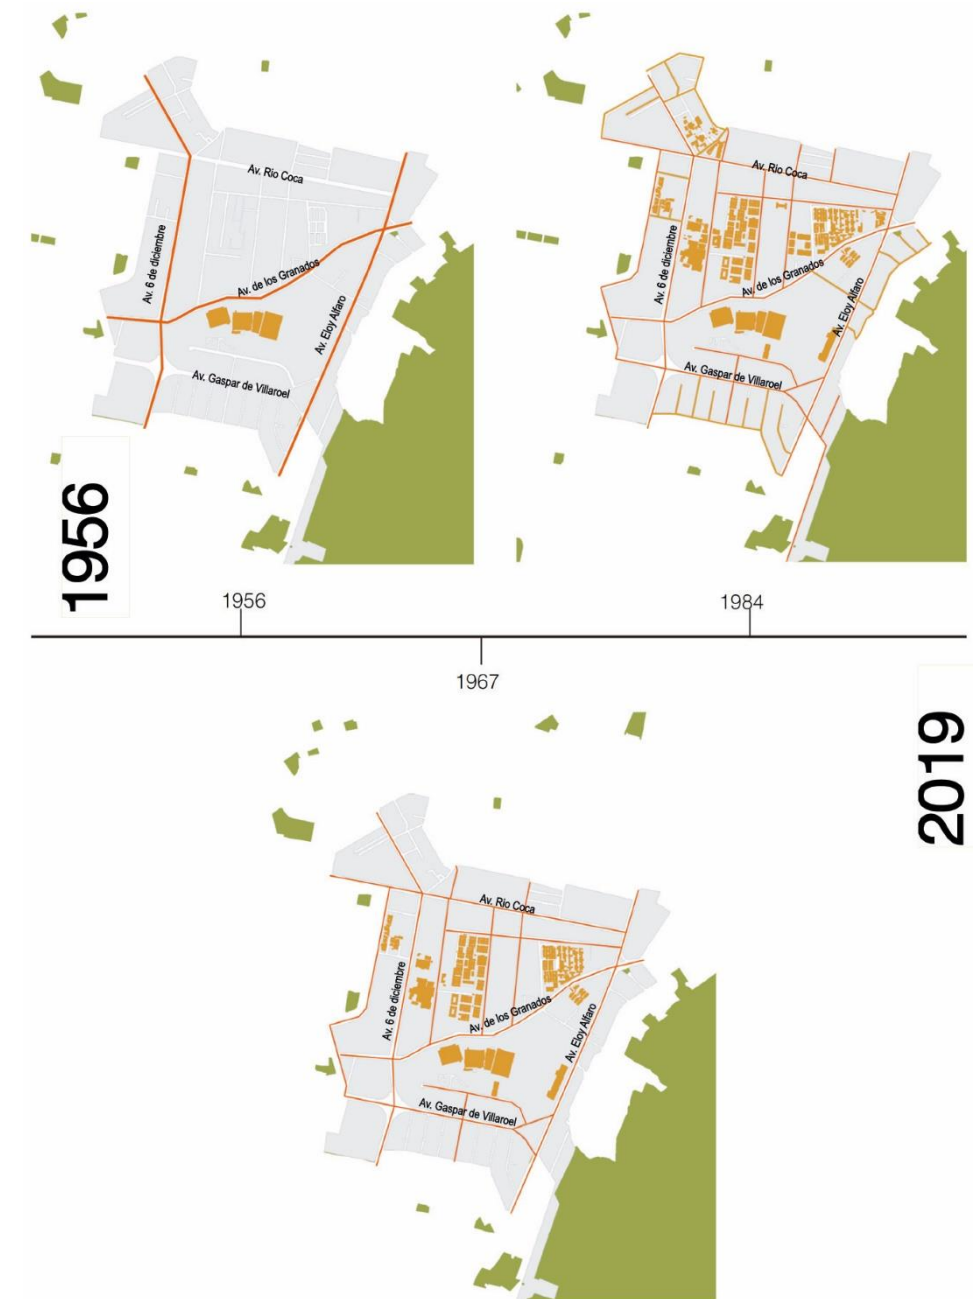 Av. Rio Coca
Av. 6 de diciembre
Av. de los Granados
Av. Eloy Alfaro
Av. Gaspar de Villaroel
Av. Rio Coca
Av. 6 de diciembre
Av. de los Granados
Av. Eloy Alfaro
Av. Gaspar de Villaroel
1956
1956
1984
1967
2019
Av. Rio Coca
Av. 6 de diciembre
Av. de los Granados
Av. Eloy Alfaro
Av. Gaspar de Villaroel